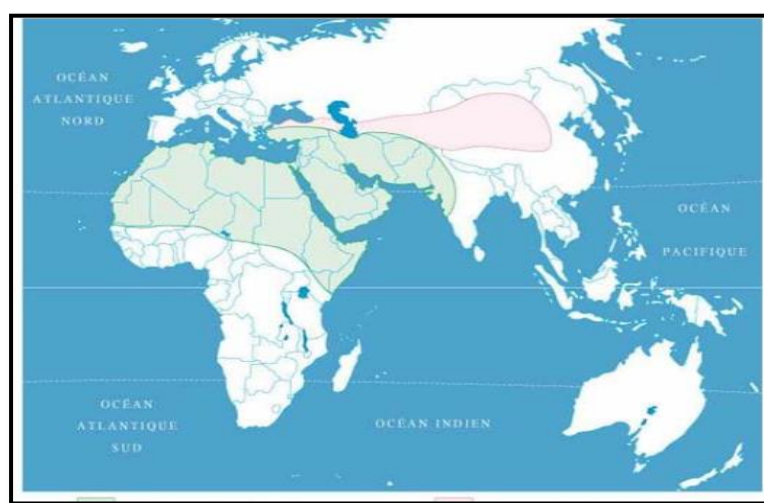 OCÉAN
ATLANTIQUE
NORD
OCÉAN
PACIFIQUE
OCÉAN
ATLANTIQUE
SUD
OCÉAN INDIEN